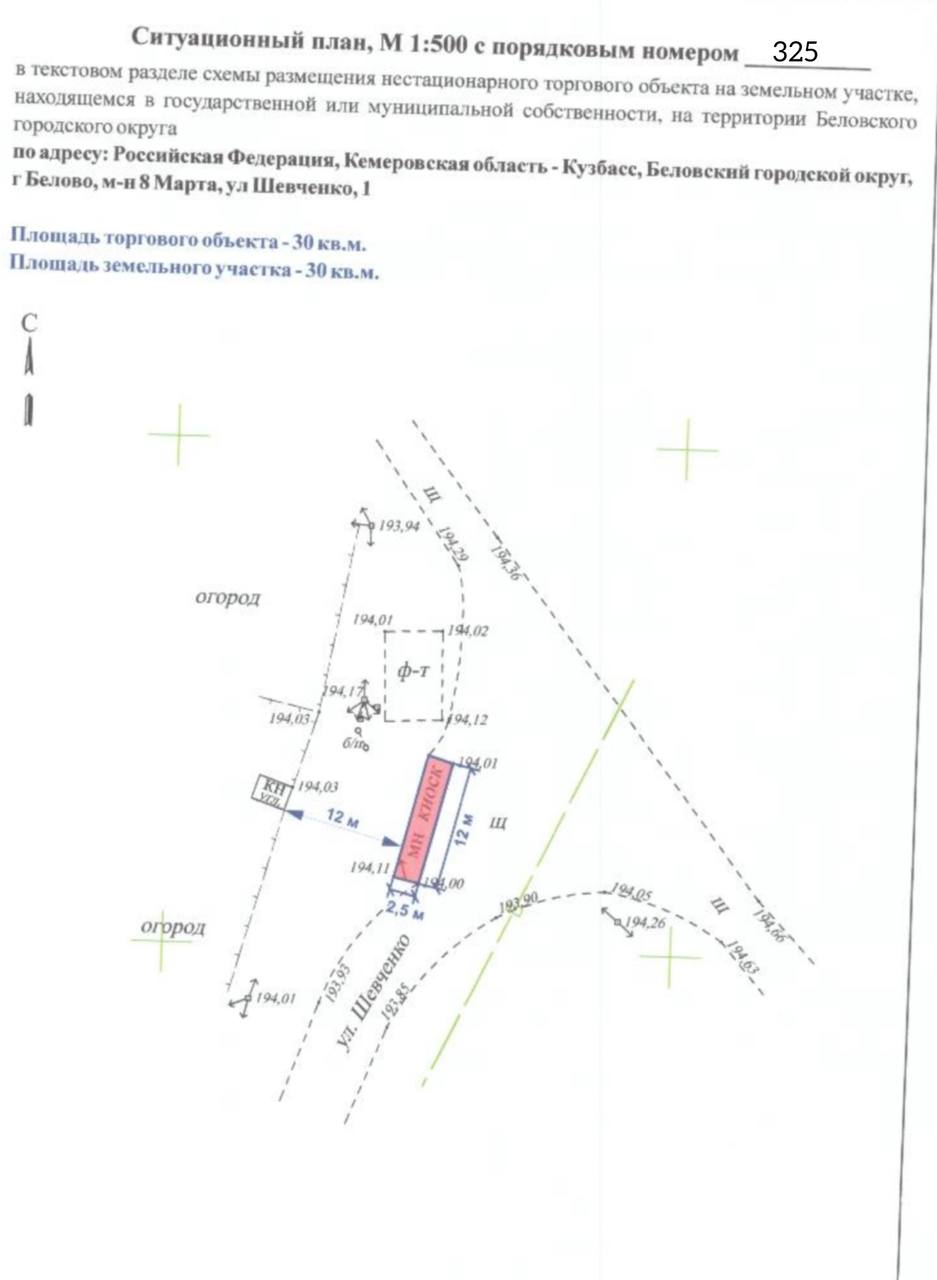 Ситуационный план, М 1:500 с порядковым номером 325
в текстовом разделе схемы размещения нестационарного торгового объекта на земельном участке,
находящемся в государственной или муниципальной собственности, на территории Беловского
городского округа
по адресу: Российская Федерация, Кемеровская область - Кузбасс, Беловский городской округ,
г Белово, м-н 8 Марта, ул Шевченко, 1
Площадь торгового объекта - 30 кв.м.
Площадь земельного участка - 30 кв.м.
С
Щ
193,94
194,29
194,36
огород
194,01
194,02
ф-т
194,17
194,03
194,12
б/п
194,01
КН
угл.
194,03
12 м
МН КИОСК
12 м
Щ
194,11
194,00
2,5 м
193,90
194,05
194,26
Щ
194,66
194,63
огород
193,93
ул. Шевченко
193,85
194,01